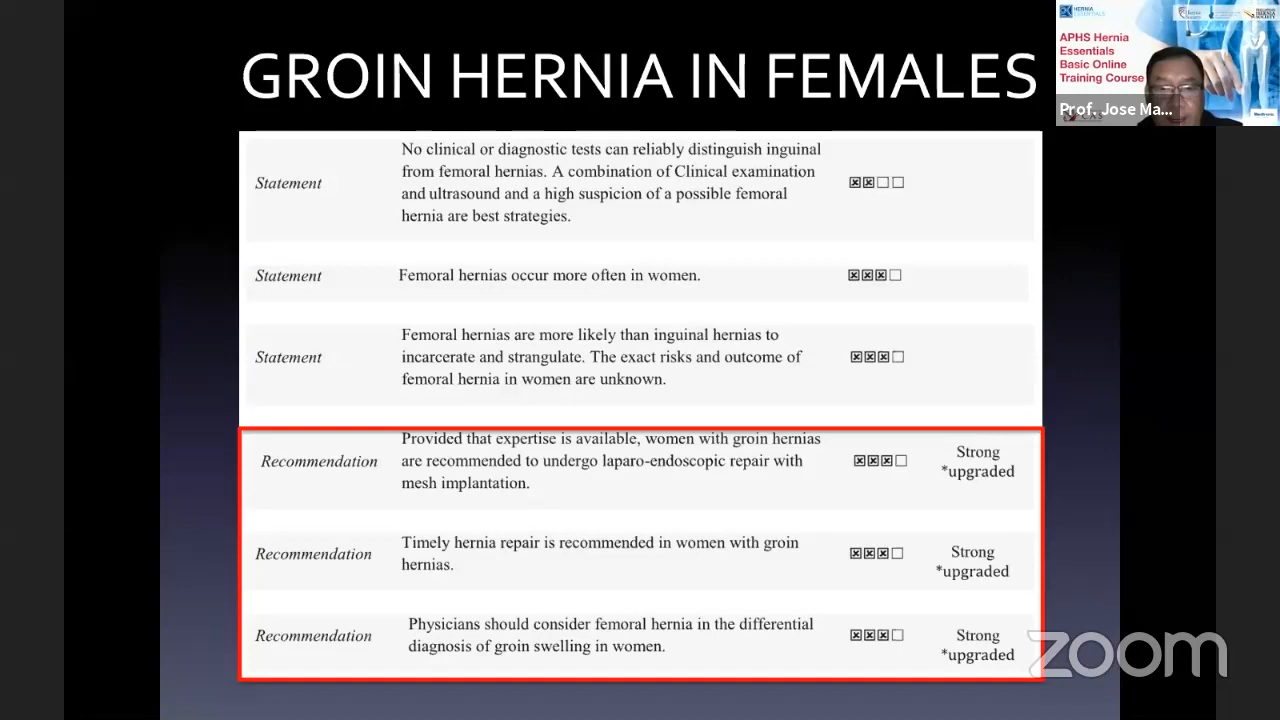 GROIN HERNIA IN FEMALES
HERNIA
ESSENTIALS
APHS Hernia
Essentials
Basic Online
Training Course
Prof. Jose Ma...
Statement
No clinical or diagnostic tests can reliably distinguish inguinal
from femoral hernias. A combination of Clinical examination
and ultrasound and a high suspicion of a possible femoral
hernia are best strategies.
Statement
Femoral hernias occur more often in women.
Statement
Femoral hernias are more likely than inguinal hernias to
incarcerate and strangulate. The exact risks and outcome of
femoral hernia in women are unknown.
Recommendation
Provided that expertise is available, women with groin hernias
are recommended to undergo laparo-endoscopic repair with
mesh implantation.
Strong
*upgraded
Recommendation
Timely hernia repair is recommended in women with groin
hernias.
Strong
*upgraded
Recommendation
Physicians should consider femoral hernia in the differential
diagnosis of groin swelling in women.
Strong
*upgraded
zoom